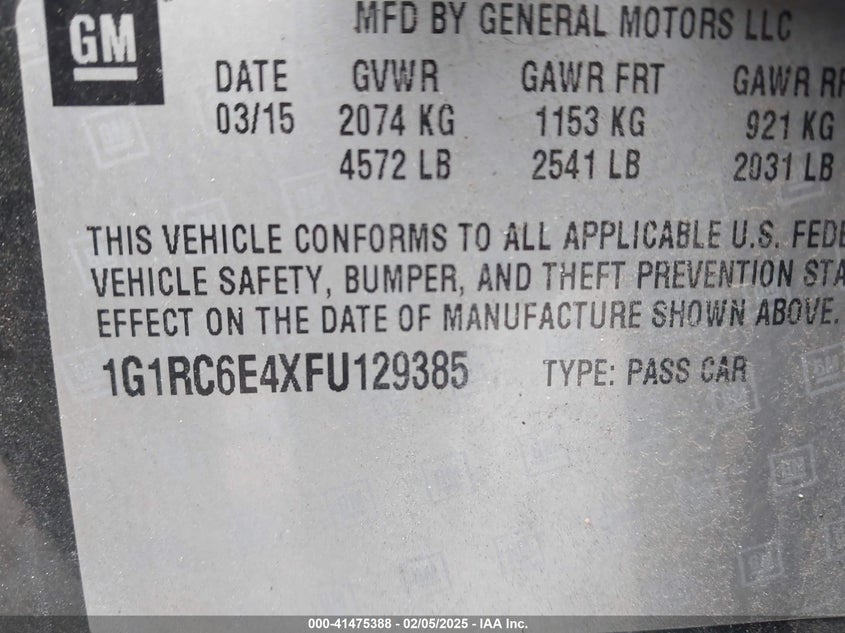 GM
MFD BY GENERAL MOTORS LLC
DATE GVWR GAWR FRT GAWR
03/15 2074 KG 1153 KG 921 KG
4572 LB 2541 LB 2031 LB
THIS VEHICLE CONFORMS TO ALL APPLICABLE U.S.
VEHICLE SAFETY, BUMPER, AND THEFT PREVENTION
EFFECT ON THE DATE OF MANUFACTURE SHOWN ABOVE.
1G1RC6E4XFU129385 TYPE: PASS CAR
000-41475388 - 02/05/2025 - IAA Inc.